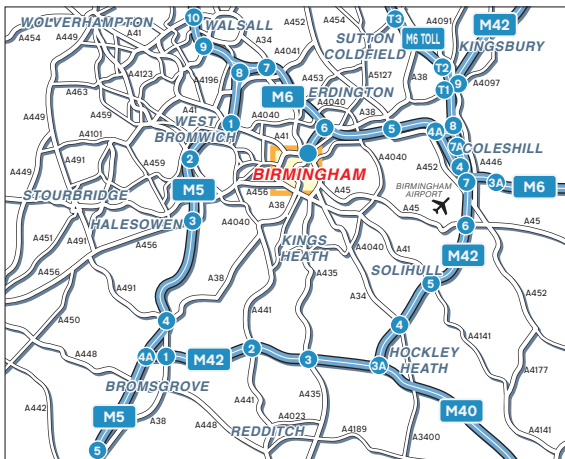 WOLVERHAMPTON
10
WALSALL
A452
T3
A4091
M42
A454
A449
A41
9
A34
A4041
SUTTON
COLDFIELD
M6 TOLL
KINGSBURY
A449
A4123
8
7
A453
A5127
T2
A38
9
A4097
A463
A4196
M6
ERDINGTON
T1
A459
A41
A4040
A38
WEST
BROMWICH
1
A4040
A41
6
5
4A
8
A449
A4101
7A
COLESHILL
A459
2
A452
A446
A491
BIRMINGHAM
A4040
4
7
3A
M6
STOURBRIDGE
M5
A456
A45
BIRMINGHAM
AIRPORT
HALESOWEN
3
A38
A45
A45
A451
A491
A456
A4040
KINGS
HEATH
A4040
A41
6
M42
A456
A38
A435
SOLIHULL
A491
A34
5
A452
A450
4
A441
4
A4141
A448
4A
1
M42
2
3
3A
HOCKLEY
HEATH
A4177
BROMSGROVE
A442
M5
A38
A441
A435
M40
A448
A4023
REDDITCH
A4189
A3400
A4141
5